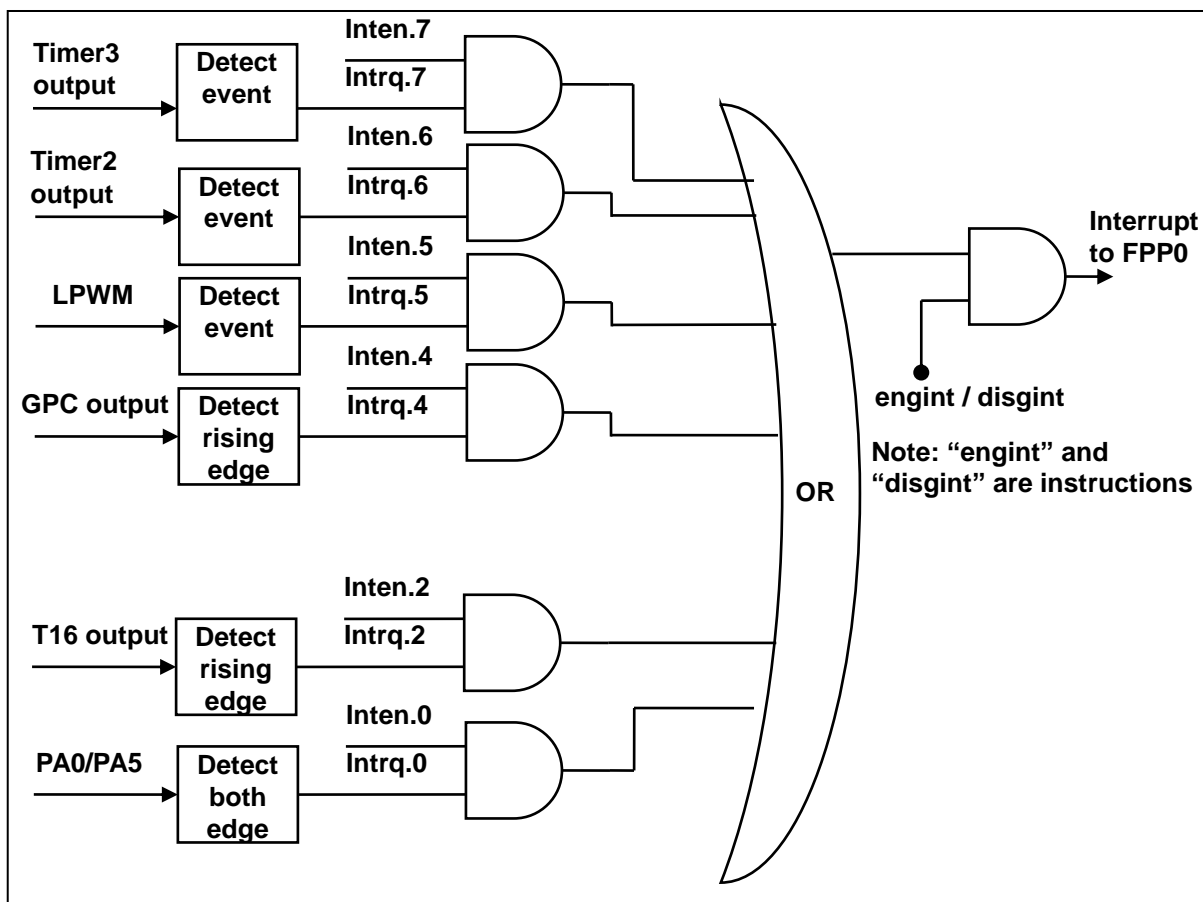 Timer3
output
Detect
event
Inten.7
Intrq.7
Timer2
output
Detect
event
Inten.6
Intrq.6
LPWM
Detect
event
Inten.5
Intrq.5
GPC output
Detect
rising
edge
Inten.4
Intrq.4
T16 output
Detect
rising
edge
Inten.2
Intrq.2
PA0/PA5
Detect
both
edge
Inten.0
Intrq.0
OR
Interrupt
to FPP0
engint / disgint
Note: “engint” and
“disgint” are instructions